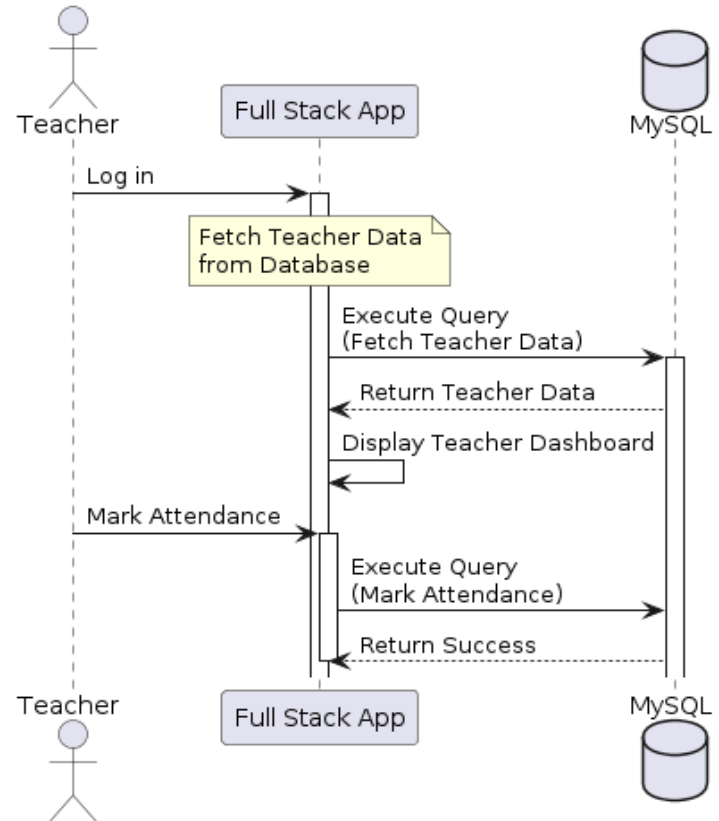 Teacher
Full Stack App
MySQL
Log in
Fetch Teacher Data
from Database
Execute Query
(Fetch Teacher Data)
Return Teacher Data
Display Teacher Dashboard
Mark Attendance
Execute Query
(Mark Attendance)
Return Success
Teacher
Full Stack App
MySQL